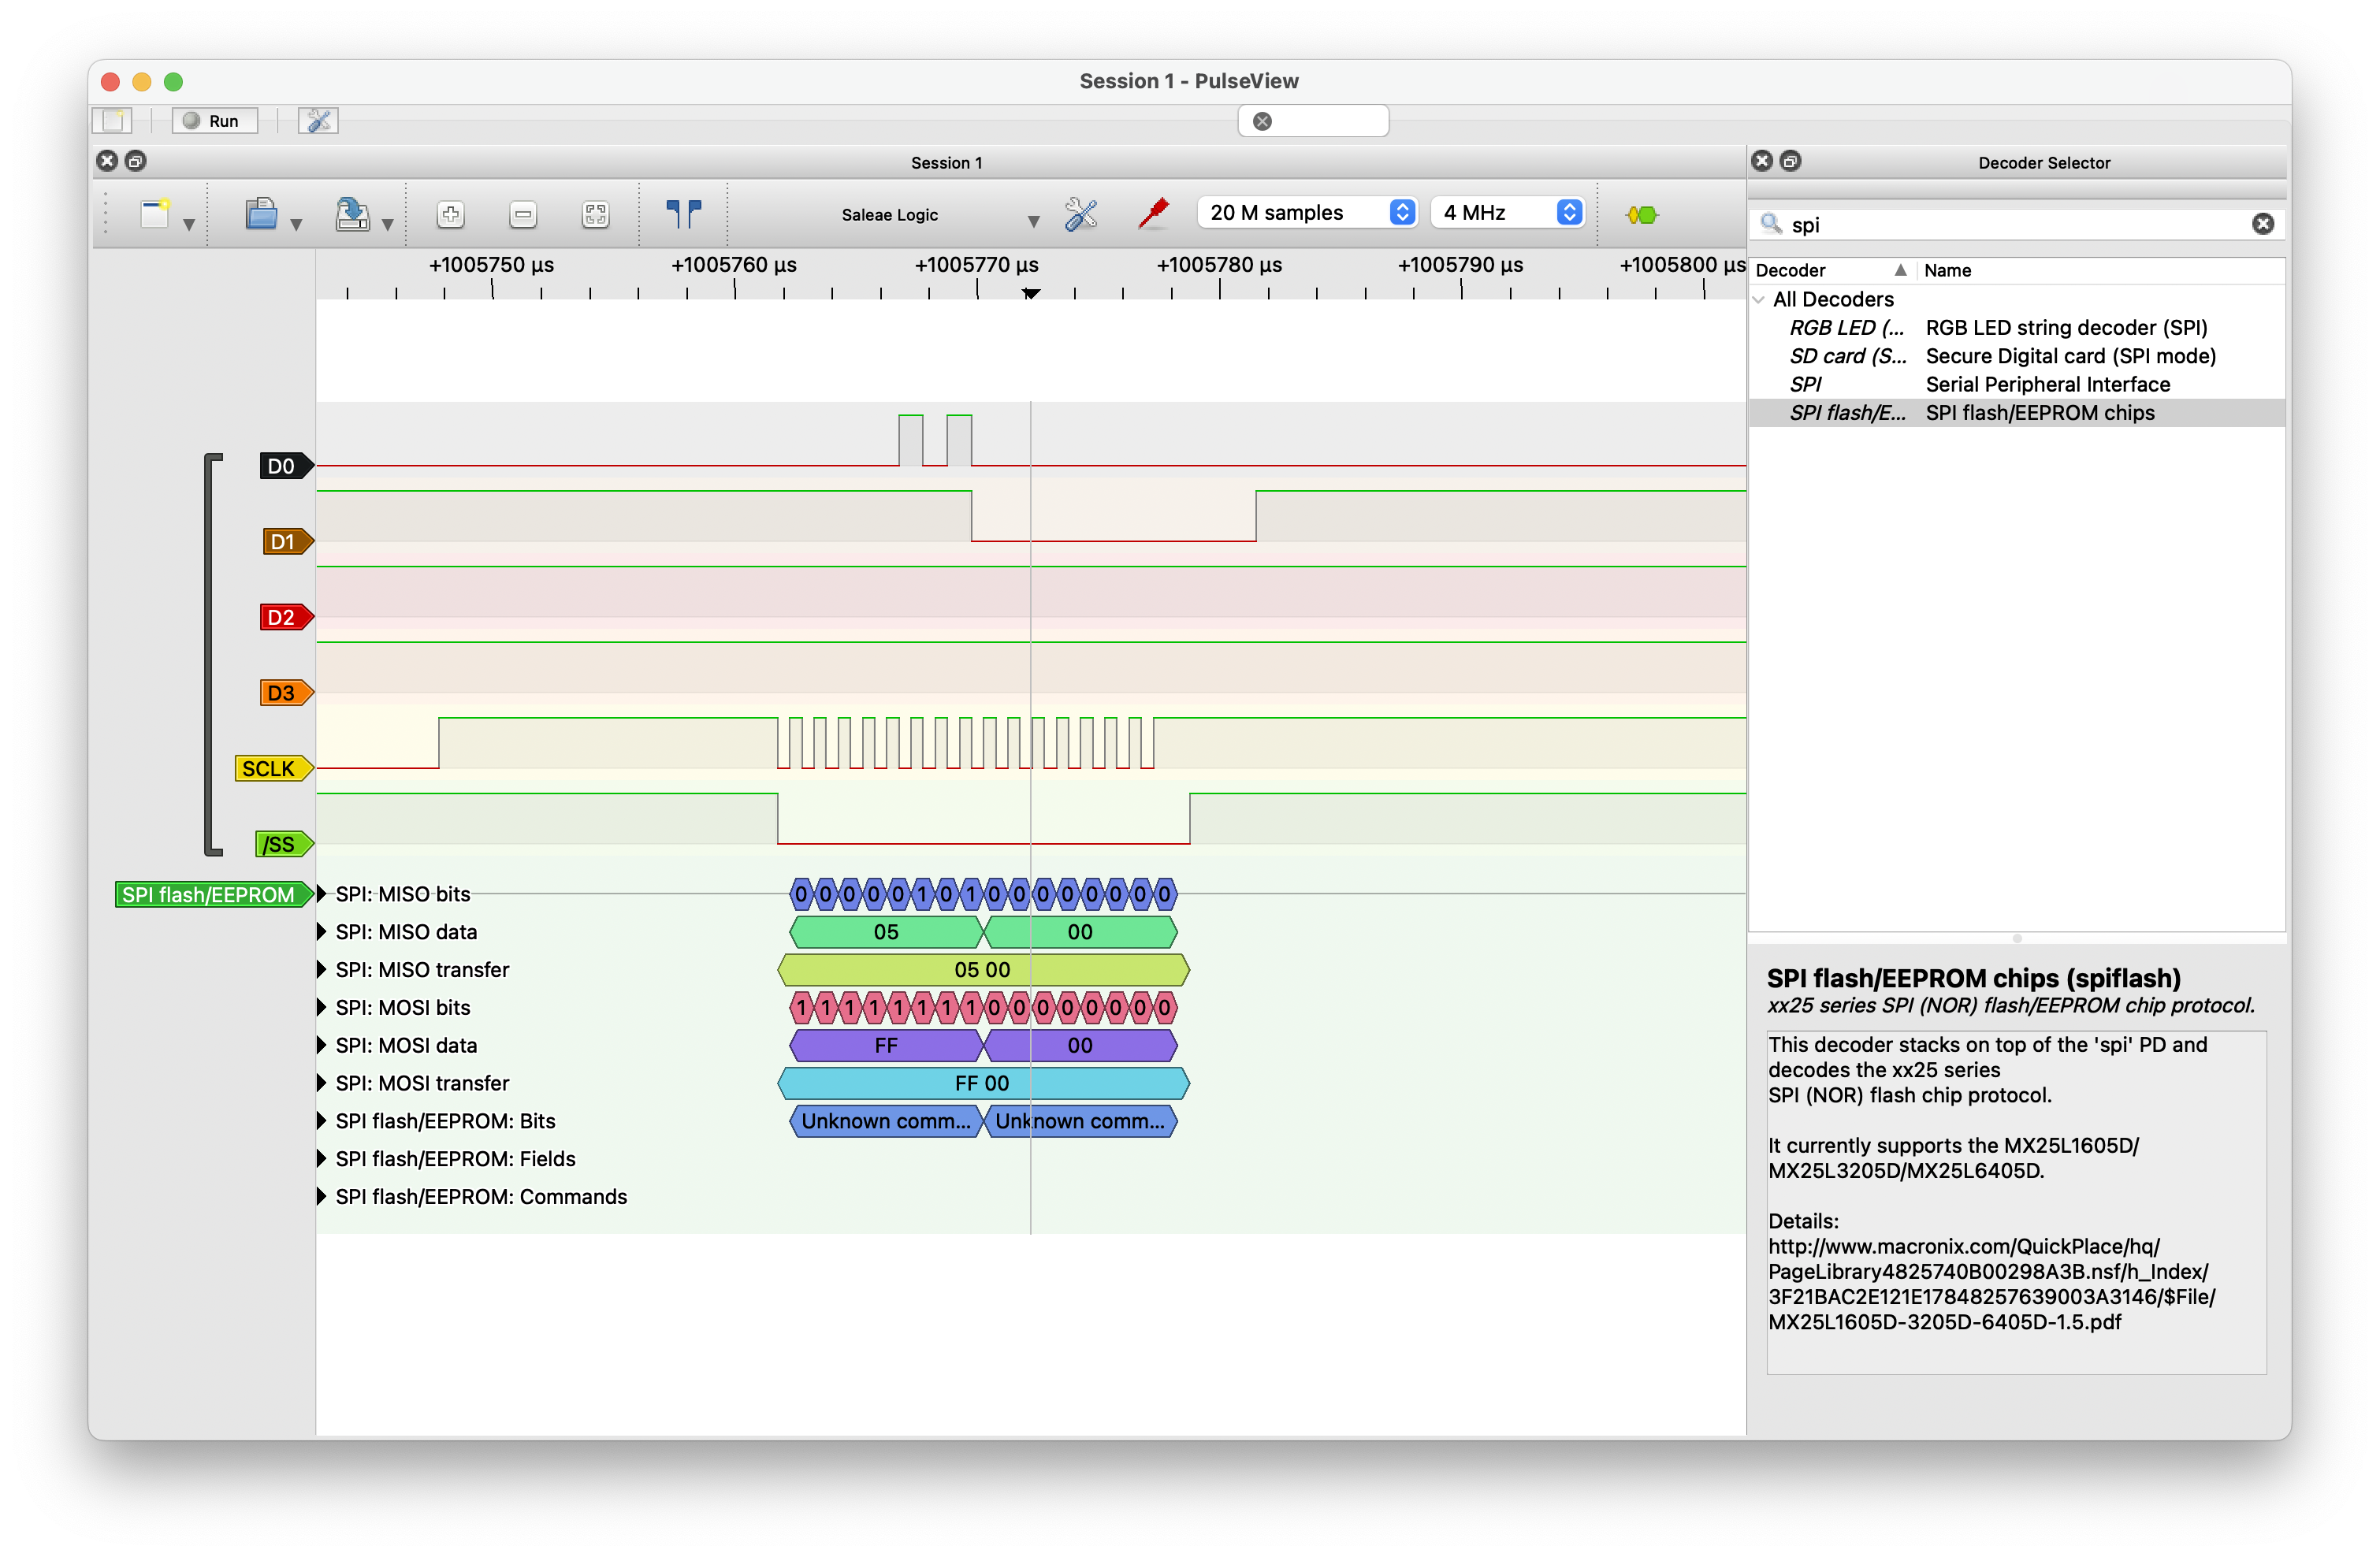 Session 1 - PulseView
Run
Session 1
Decoder Selector
Saleae Logic
20 M samples
4 MHz
spi
+1005750 µs
+1005760 µs
+1005770 µs
+1005780 µs
+1005790 µs
+1005800 µs
Decoder Name
All Decoders
RGB LED (... RGB LED string decoder (SPI)
SD card (S... Secure Digital card (SPI mode)
SPI Serial Peripheral Interface
SPI flash/E... SPI flash/EEPROM chips
D0
D1
D2
D3
SCLK
/SS
SPI flash/EEPROM
SPI: MISO bits 0 0 0 0 0 1 0 1 0 0 0 0 0 0 0 0
SPI: MISO data 05 00
SPI: MISO transfer 05 00
SPI: MOSI bits 1 1 1 1 1 1 1 1 0 0 0 0 0 0 0 0
SPI: MOSI data FF 00
SPI: MOSI transfer FF 00
SPI flash/EEPROM: Bits Unknown comm... Unknown comm...
SPI flash/EEPROM: Fields
SPI flash/EEPROM: Commands
SPI flash/EEPROM chips (spiflash)
xx25 series SPI (NOR) flash/EEPROM chip protocol.
This decoder stacks on top of the 'spi' PD and
decodes the xx25 series
SPI (NOR) flash chip protocol.
It currently supports the MX25L1605D/
MX25L3205D/MX25L6405D.
Details:
http://www.macronix.com/QuickPlace/hq/
PageLibrary4825740B00298A3B.nsf/h_Index/
3F21BAC2E121E17848257639003A3146/$File/
MX25L1605D-3205D-6405D-1.5.pdf